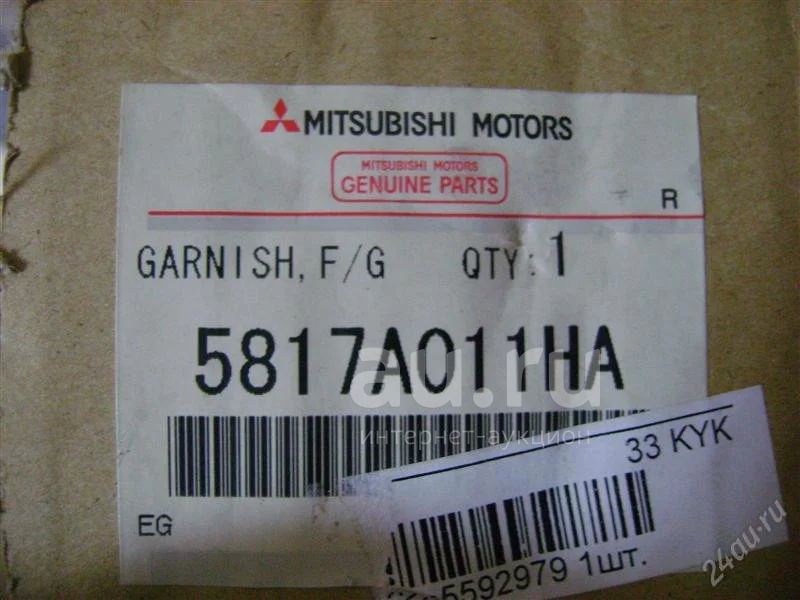 MITSUBISHI MOTORS
MITSUBISHI MOTORS
GENUINE PARTS
R
GARNISH, F/G QTY: 1
5817A011HA
au.ru
интернет-аукцион
33 KYK
EG
5592979 1шт.
24au.ru